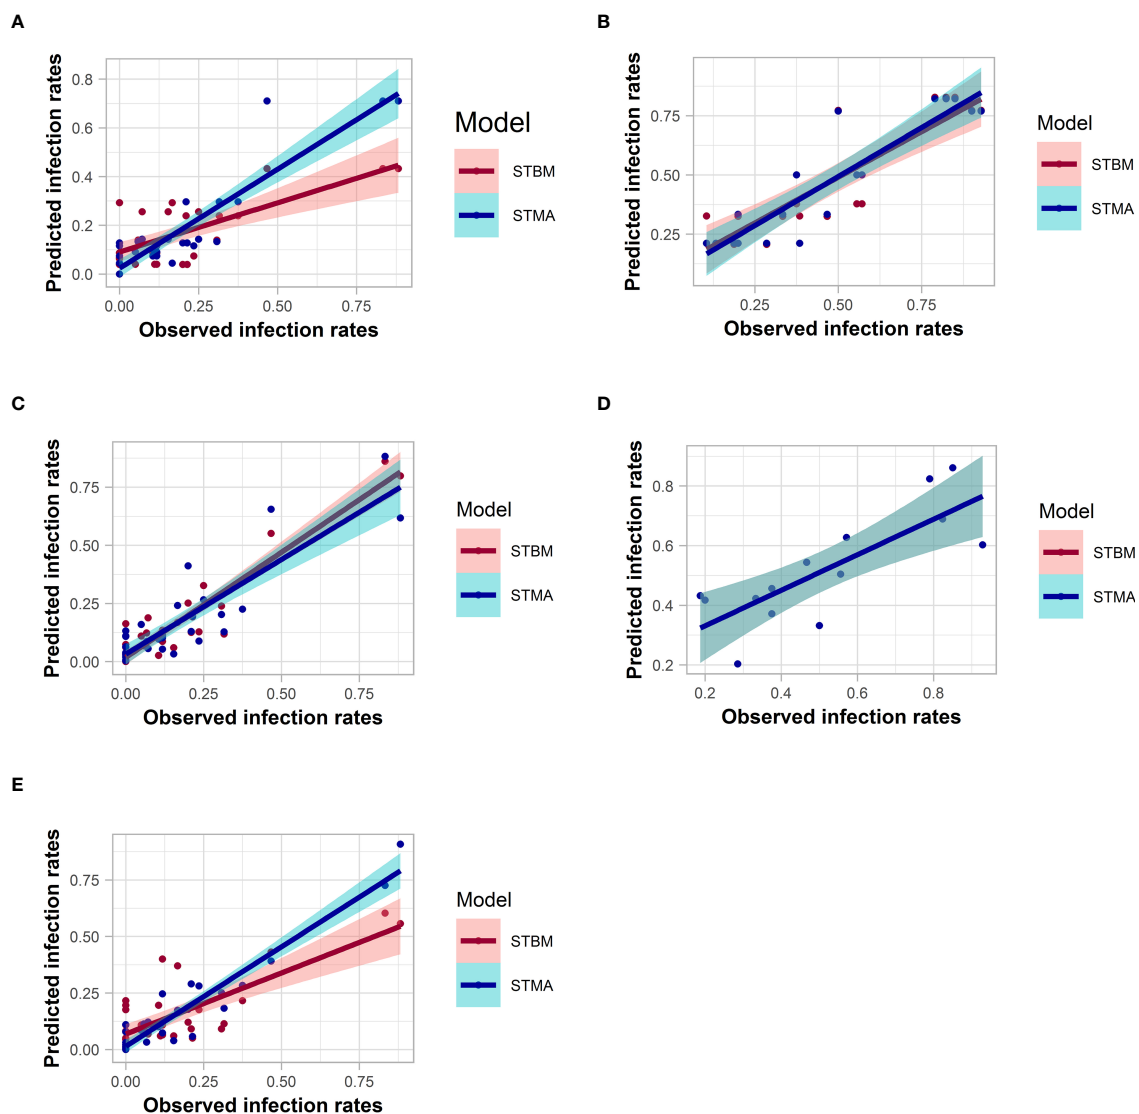 A
Predicted infection rates
0.8
0.6
0.4
0.2
0.0
0.00
0.25
0.50
0.75
Observed infection rates
Model
STBM
STMA
B
Predicted infection rates
0.75
0.50
0.25
0.25
0.50
0.75
Observed infection rates
Model
STBM
STMA
C
Predicted infection rates
0.75
0.50
0.25
0.00
0.00
0.25
0.50
0.75
Observed infection rates
Model
STBM
STMA
D
Predicted infection rates
0.8
0.6
0.4
0.2
0.2
0.4
0.6
0.8
Observed infection rates
Model
STBM
STMA
E
Predicted infection rates
0.75
0.50
0.25
0.00
0.00
0.25
0.50
0.75
Observed infection rates
Model
STBM
STMA